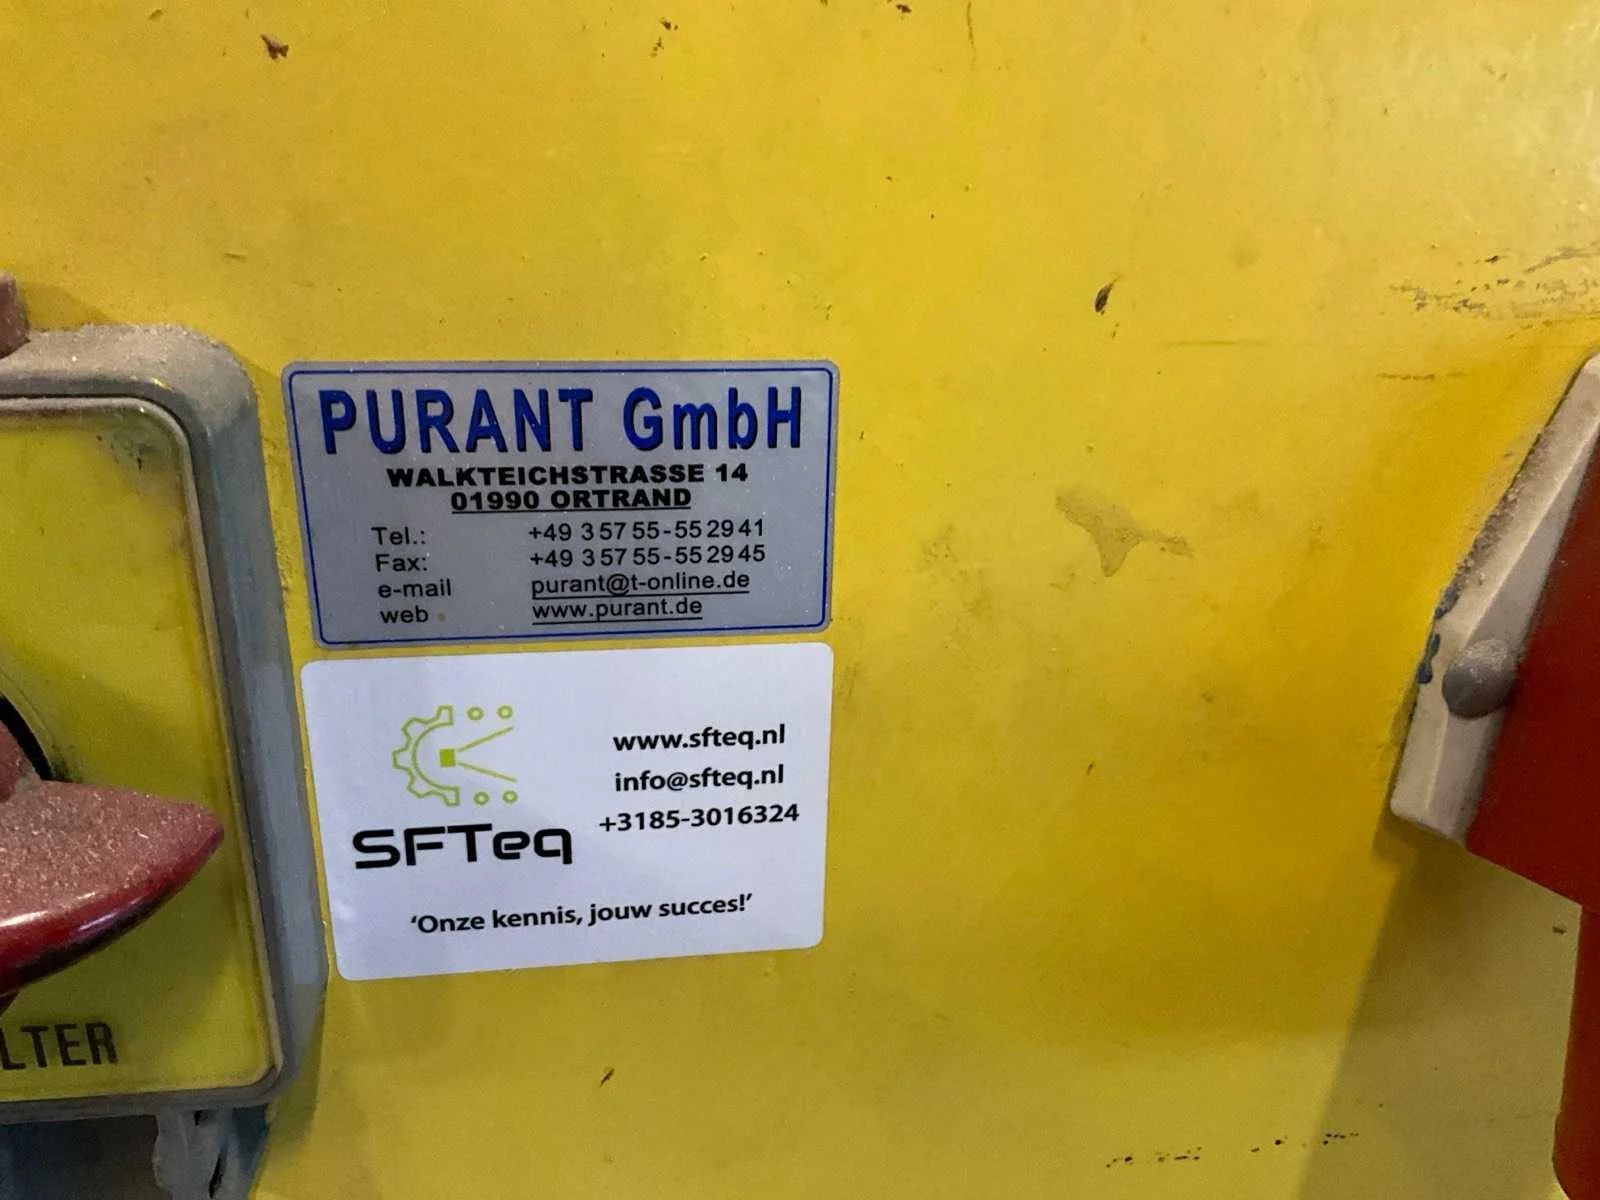 PURANT GmbH
WALKTEICHSTRASSE 14
01990 ORTRAND
Tel.: +49 3 57 55-55 29 41
Fax: +49 3 57 55-55 29 45
e-mail purant@t-online.de
web www.purant.de
www.sfteq.nl
info@sfteq.nl
+3185-3016324
SFTeq
‘Onze kennis, jouw succes!’
LTER